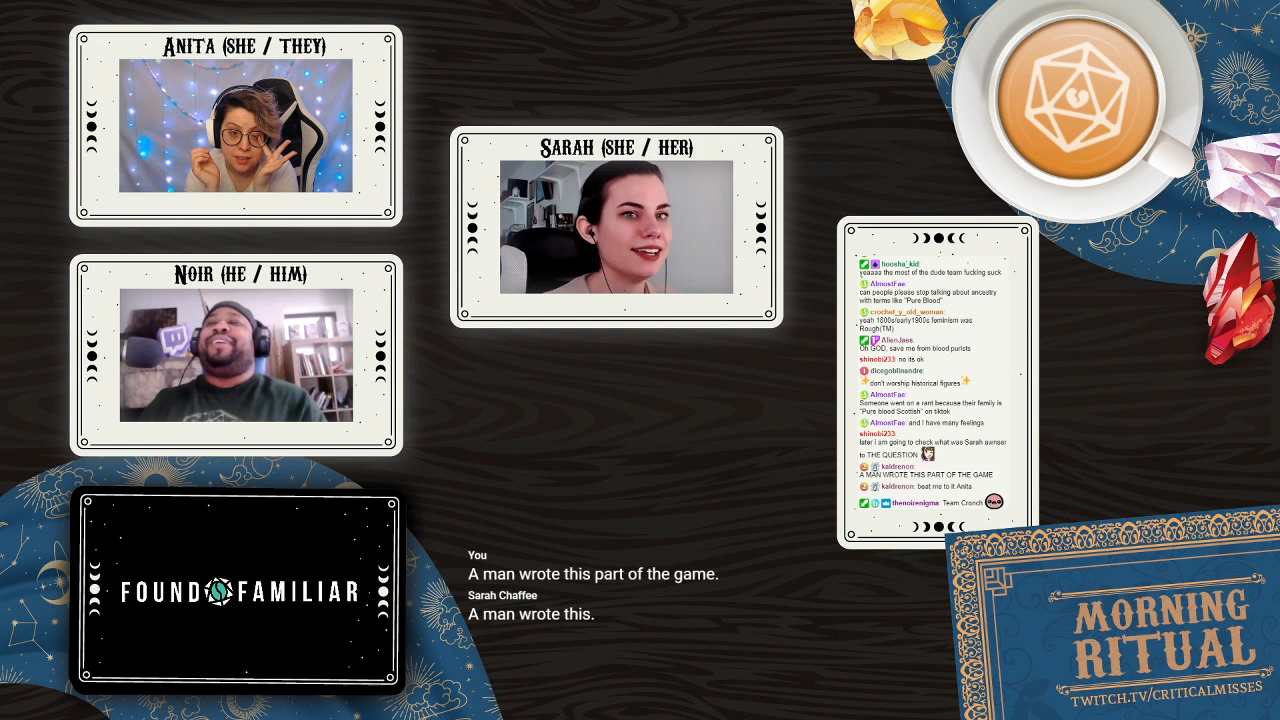 ANITA (SHE / THEY)
SARAH (SHE / HER)
NOIR (HE / HIM)
hoosha_kid:
yeaaaa the most of the dude team fucking suck
AlmostFae:
can people please stop talking about ancestry
with terms like "Pure Blood"
crochet_y_old_woman:
yeah 1800s/early1900s feminism was
Rough(TM)
AlienJaes:
Oh GOD, save me from blood purists
shinobi233: no its ok
dicegoblinandre:
don't worship historical figures
AlmostFae:
Someone went on a rant because their family is
"Pure blood Scottish" on tiktok
AlmostFae: and I have many feelings
shinobi233:
later i am going to check what was Sarah awnser
to THE QUESTION
kaldrenon:
A MAN WROTE THIS PART OF THE GAME
kaldrenon: beat me to it Anita
thenoirenigma: Team Cronch
FOUND FAMILIAR
You
A man wrote this part of the game.
Sarah Chaffee
A man wrote this.
MORNING
RITUAL
TWITCH.TV/CRITICALMISSES